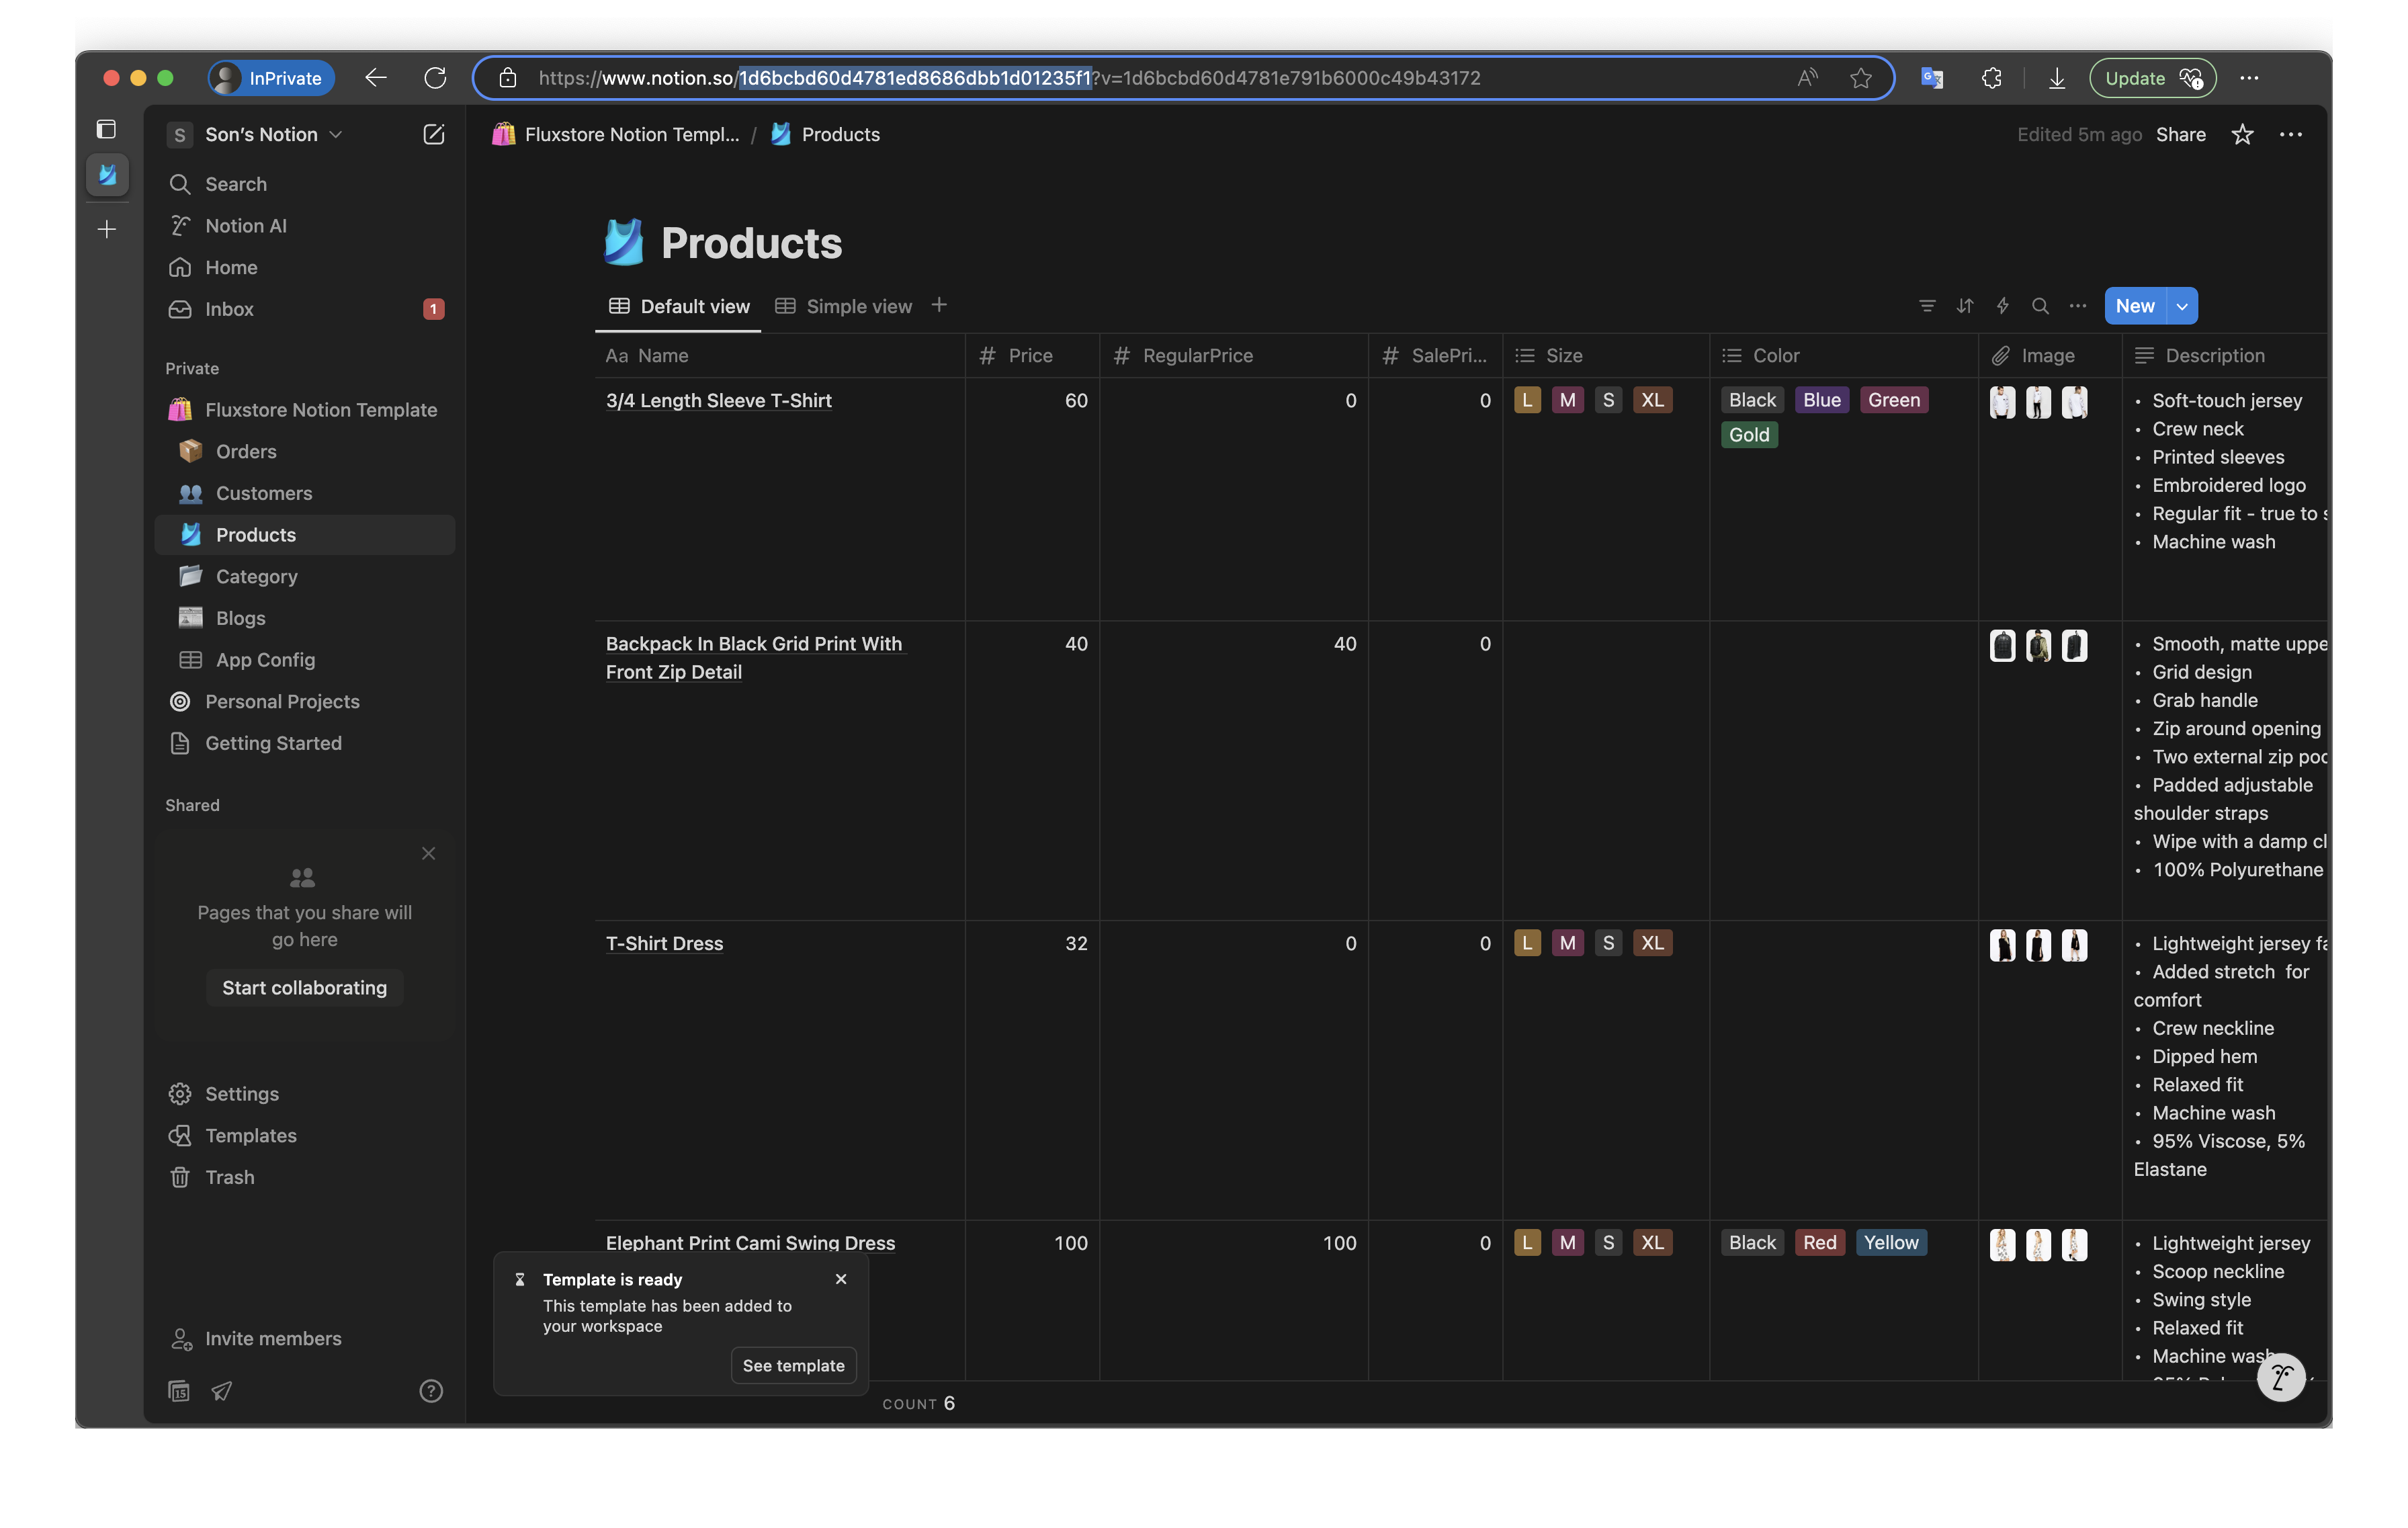 InPrivate
https://www.notion.so/1d6bcbd60d4781ed8686dbb1d01235f1?v=1d6bcbd60d4781e791b6000c49b43172
Update
S Son's Notion
Search
Notion AI
Home
Inbox 1
Private
Fluxstore Notion Template
Orders
Customers
Products
Category
Blogs
App Config
Personal Projects
Getting Started
Shared
Pages that you share will
go here
Start collaborating
Settings
Templates
Trash
Invite members
15
Fluxstore Notion Templ... / Products
Edited 5m ago Share
Products
Default view Simple view
New
Aa Name # Price # RegularPrice # SalePri... Size Color Image Description
3/4 Length Sleeve T-Shirt 60 0 0 L M S XL Black Blue Green
Gold
• Soft-touch jersey
• Crew neck
• Printed sleeves
• Embroidered logo
• Regular fit - true to s
• Machine wash
Backpack In Black Grid Print With
Front Zip Detail
40 40 0
• Smooth, matte uppe
• Grid design
• Grab handle
• Zip around opening
• Two external zip poc
• Padded adjustable
shoulder straps
• Wipe with a damp cl
• 100% Polyurethane
T-Shirt Dress 32 0 0 L M S XL
• Lightweight jersey fa
• Added stretch for
comfort
• Crew neckline
• Dipped hem
• Relaxed fit
• Machine wash
• 95% Viscose, 5%
Elastane
Elephant Print Cami Swing Dress 100 100 0 L M S XL Black Red Yellow
• Lightweight jersey
• Scoop neckline
• Swing style
• Relaxed fit
• Machine wash
Template is ready
This template has been added to
your workspace
See template
COUNT 6